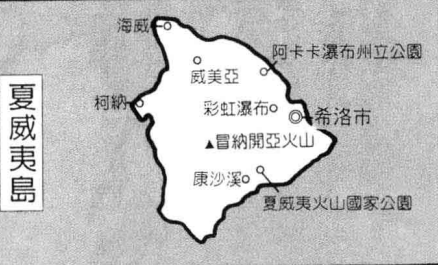 夏威夷島
海威
阿卡卡瀑布州立公園
威美亞
柯納
彩虹瀑布
希洛市
▲冒納開亞火山
康沙溪
夏威夷火山國家公園